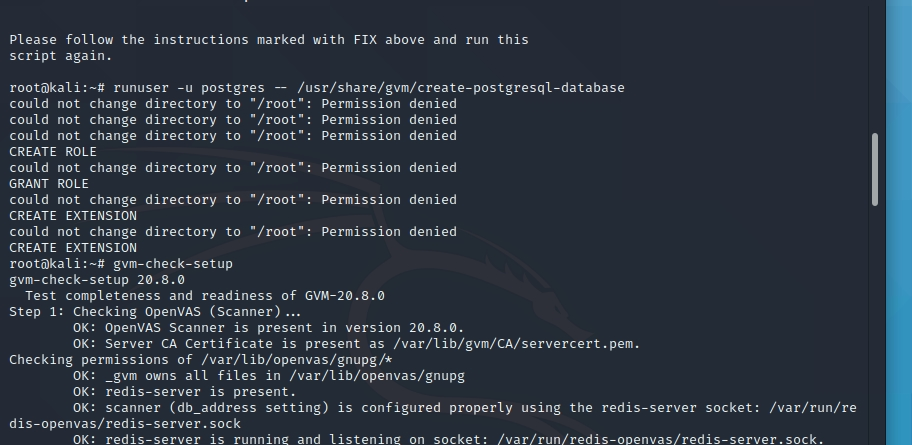 Please follow the instructions marked with FIX above and run this
script again.
root@kali:~# runuser -u postgres -- /usr/share/gvm/create-postgresql-database
could not change directory to "/root": Permission denied
could not change directory to "/root": Permission denied
could not change directory to "/root": Permission denied
CREATE ROLE
could not change directory to "/root": Permission denied
GRANT ROLE
could not change directory to "/root": Permission denied
CREATE EXTENSION
could not change directory to "/root": Permission denied
CREATE EXTENSION
root@kali:~# gvm-check-setup
gvm-check-setup 20.8.0
  Test completeness and readiness of GVM-20.8.0
Step 1: Checking OpenVAS (Scanner)...
        OK: OpenVAS Scanner is present in version 20.8.0.
        OK: Server CA Certificate is present as /var/lib/gvm/CA/servercert.pem.
Checking permissions of /var/lib/openvas/gnupg/*
        OK: _gvm owns all files in /var/lib/openvas/gnupg
        OK: redis-server is present.
        OK: scanner (db_address setting) is configured properly using the redis-server socket: /var/run/re
dis-openvas/redis-server.sock
        OK: redis-server is running and listening on socket: /var/run/redis-openvas/redis-server.sock.